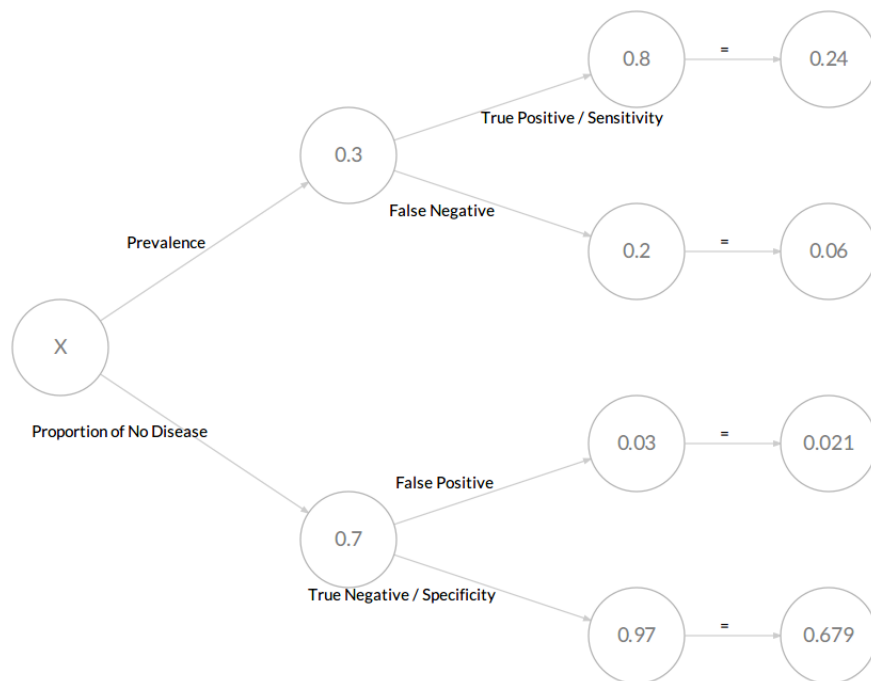 0.8
=
0.24
True Positive / Sensitivity
0.3
False Negative
Prevalence
0.2
=
0.06
X
Proportion of No Disease
0.03
=
0.021
False Positive
0.7
True Negative / Specificity
0.97
=
0.679